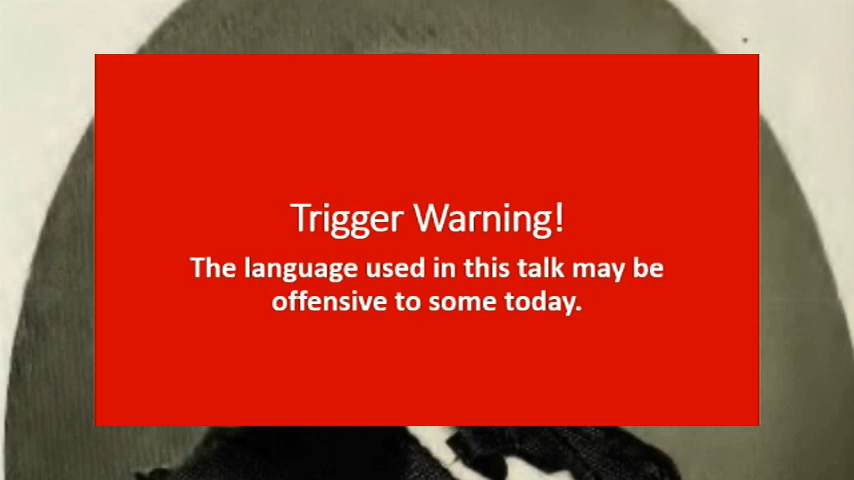 Trigger Warning!
The language used in this talk may be
offensive to some today.